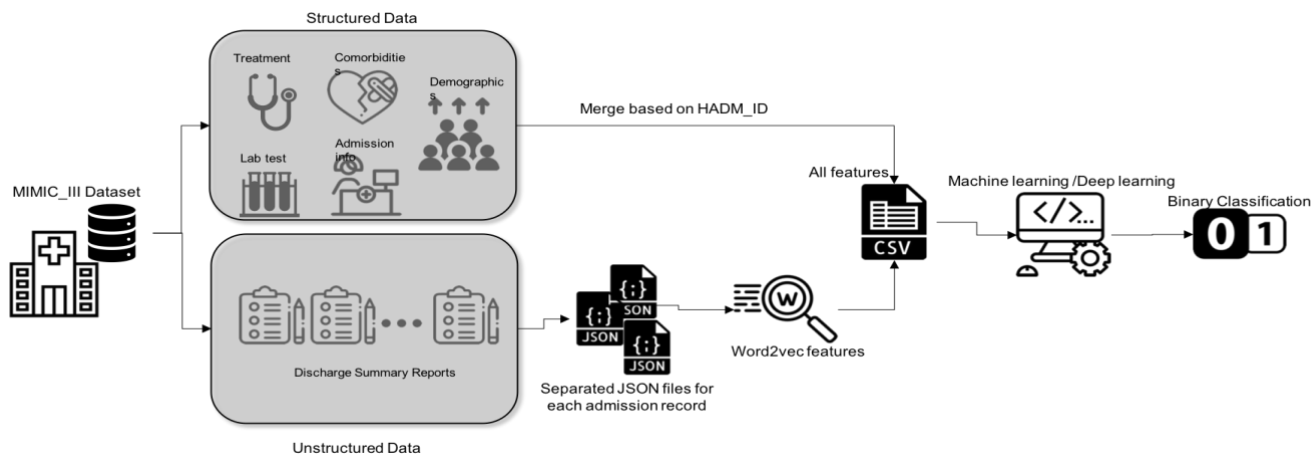 Structured Data
Treatment
Comorbiditie
s
Demographic
s
Lab test
Admission
info
Merge based on HADM_ID
MIMIC_III Dataset
All features
CSV
Machine learning /Deep learning
</>...
Binary Classification
0 1
Discharge Summary Reports
Unstructured Data
{;}
JSON
{;}
JSON
{;}
JSON
Separated JSON files for
each admission record
W
Word2vec features